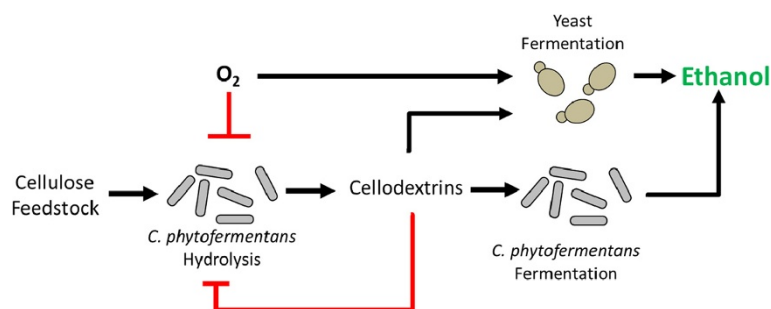 Yeast
Fermentation
O₂
Ethanol
Cellulose
Feedstock
Cellodextrins
C. phytofermentans
Hydrolysis
C. phytofermentans
Fermentation